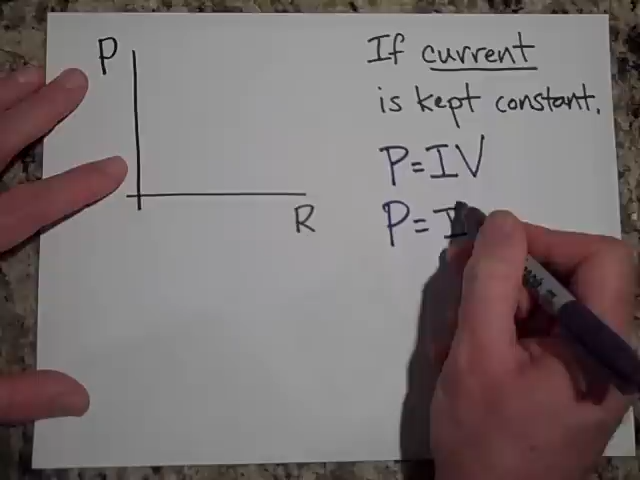 P
R
If current
is kept constant.
P=IV
P=I